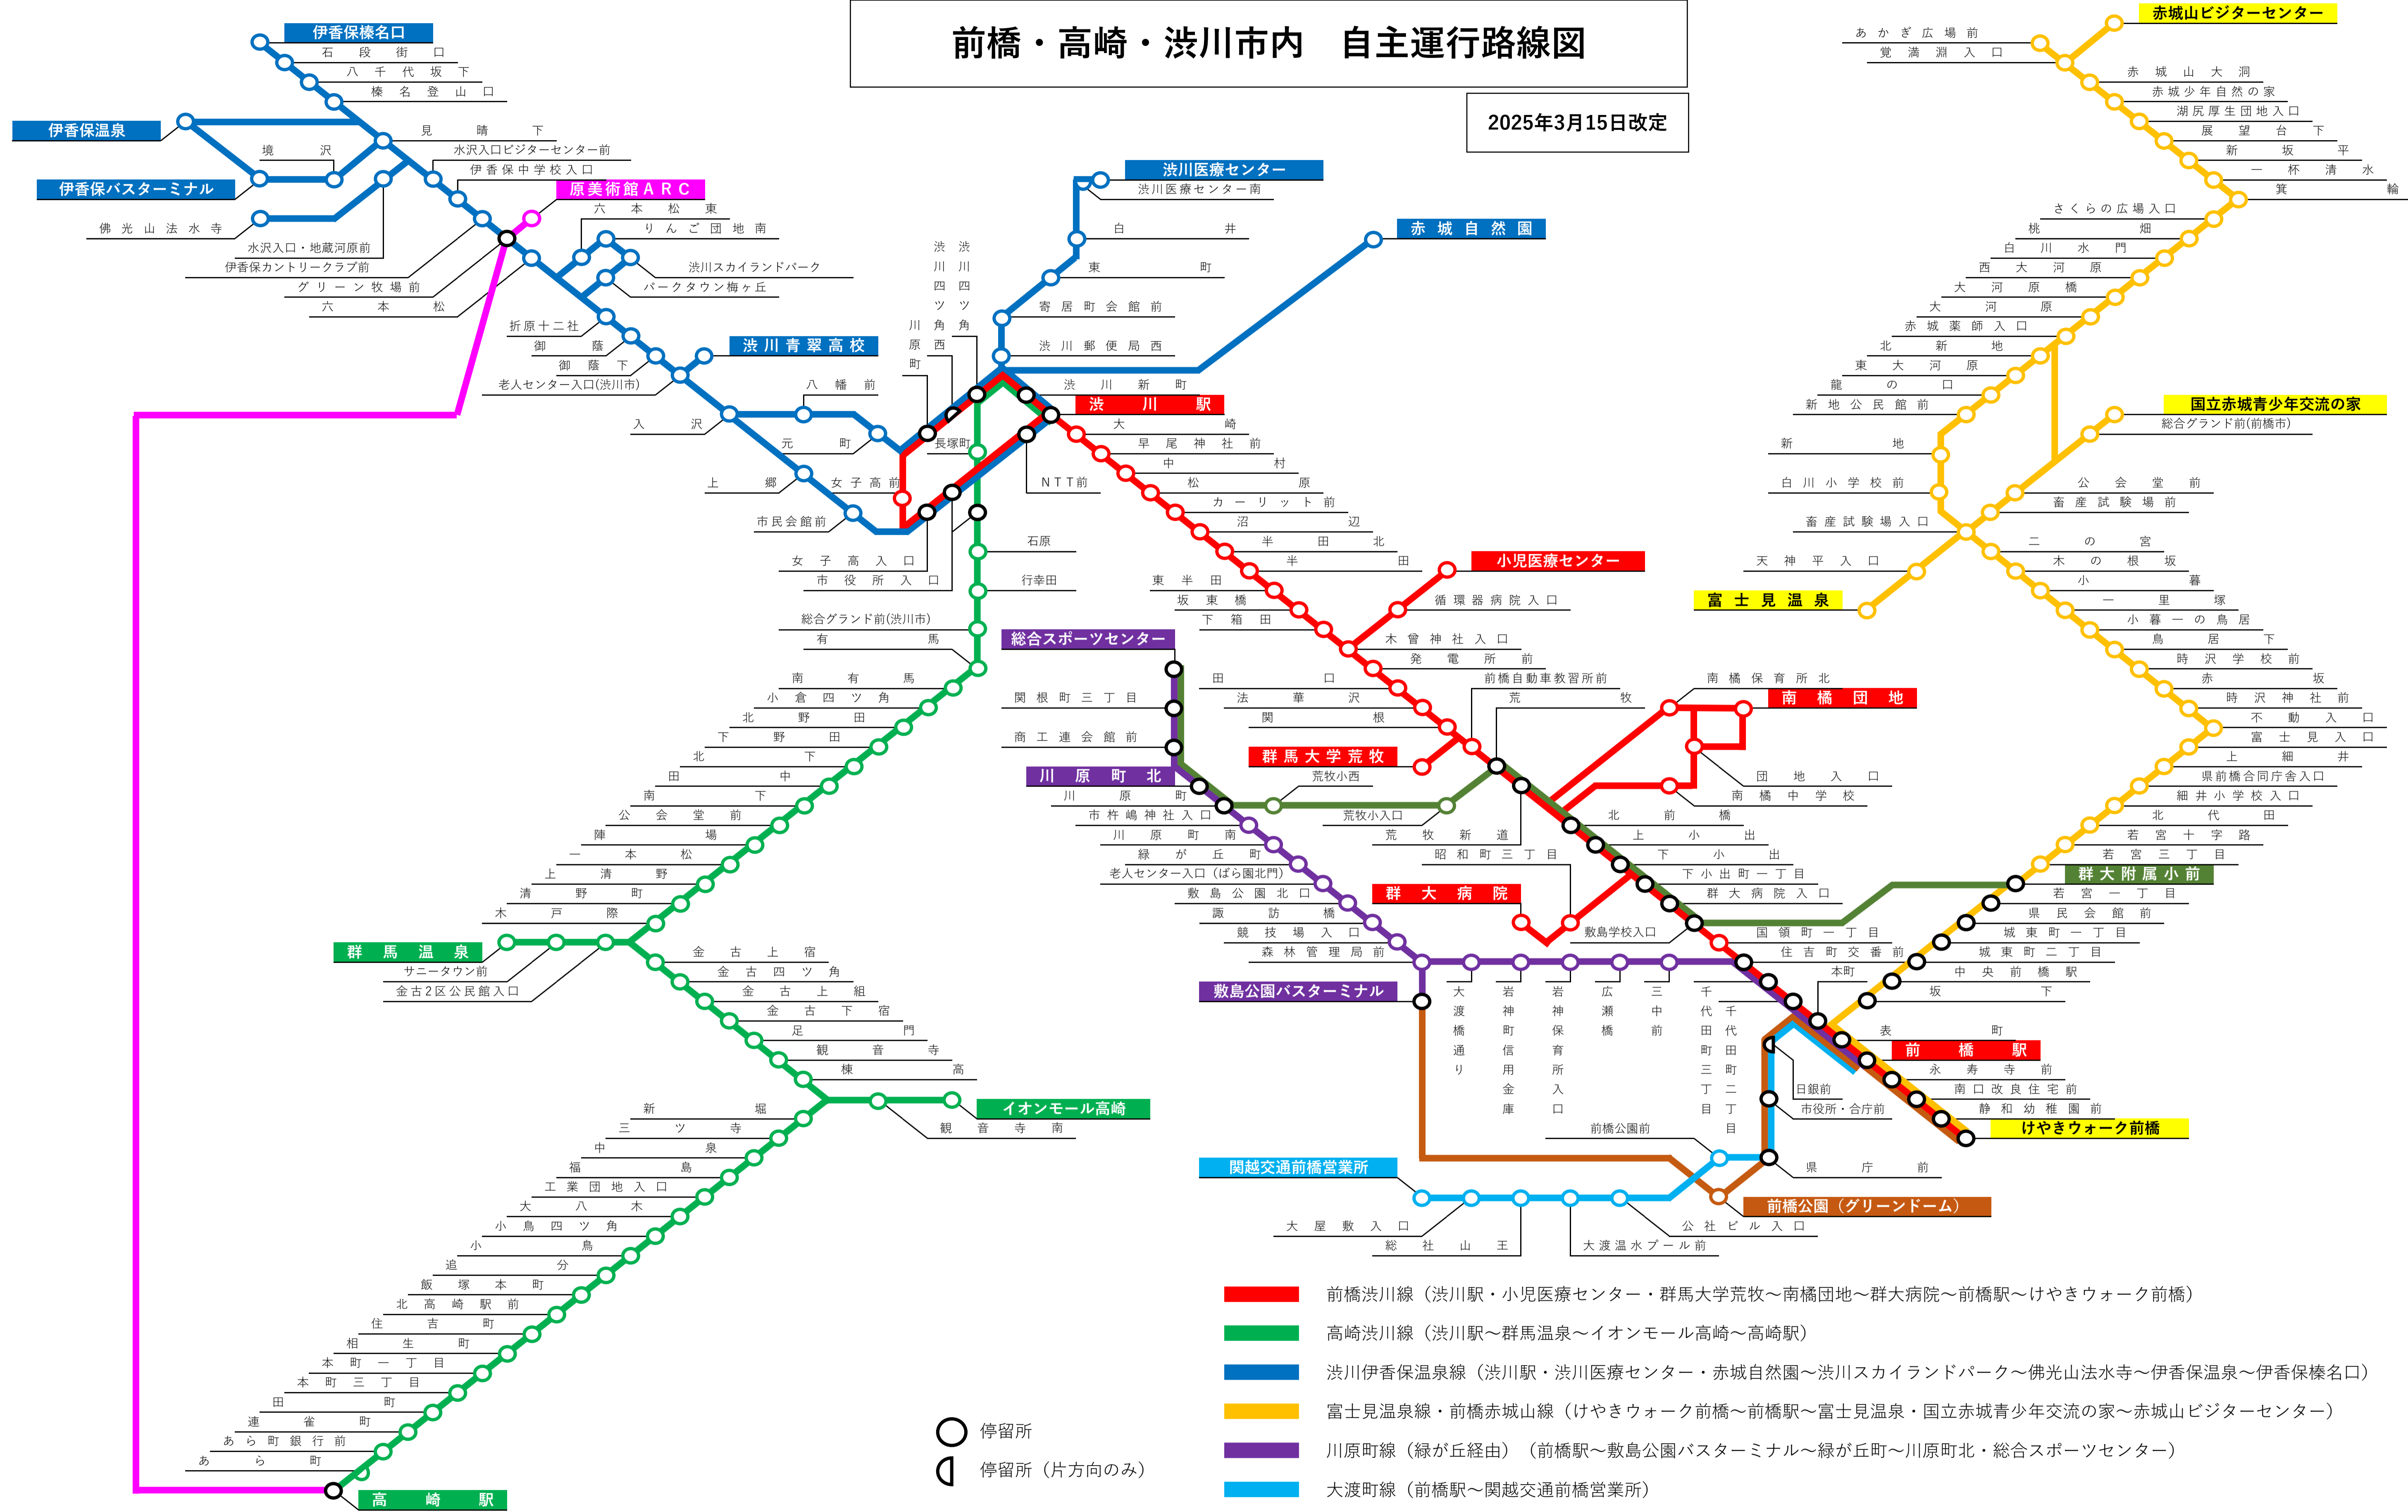 前橋・高崎・渋川市内　自主運行路線図
2025年3月15日改定
伊香保榛名口
石段街口
八千代坂下
榛名登山口
伊香保温泉
見晴下
境沢
水沢入口ビジターセンター前
伊香保中学校入口
伊香保バスターミナル
原美術館ＡＲＣ
六本松東
佛光山法水寺
りんご団地南
水沢入口・地蔵河原前
伊香保カントリークラブ前
渋川スカイランドパーク
グリーン牧場前
パークタウン梅ヶ丘
六本松
折原十二社
御蔭
御蔭下
渋川青翠高校
老人センター入口(渋川市)
八幡前
入沢
元町
上郷
女子高前
市民会館前
女子高入口
市役所入口
川原町
渋川四ツ角西
渋川四ツ角
長塚町
NTT前
渋川医療センター
渋川医療センター南
白井
赤城自然園
東町
寄居町会館前
渋川郵便局西
渋川新町
渋川駅
大崎
早尾神社前
中村
松原
カーリット前
沼辺
半田北
半田
東半田
坂東橋
下箱田
小児医療センター
循環器病院入口
木曾神社入口
発電所前
田口
法華沢
関根
前橋自動車教習所前
荒牧
群馬大学荒牧
荒牧小西
荒牧小入口
荒牧新道
南橘保育所北
南橘団地
団地入口
南橘中学校
北前橋
上小出
下小出
下小出町一丁目
群大病院入口
昭和町三丁目
群大病院
敷島学校入口
国領町一丁目
住吉町交番前
本町
石原
行幸田
総合グランド前(渋川市)
有馬
南有馬
小倉四ツ角
北野田
下野田
北下
田中
南下
公会堂前
陣場
一本松
上清野
清野町
木戸際
群馬温泉
サニータウン前
金古2区公民館入口
金古上宿
金古四ツ角
金古上組
金古下宿
足門
観音寺
棟高
イオンモール高崎
観音寺南
新堀
三ツ寺
中泉
福島
工業団地入口
大八木
小鳥四ツ角
小鳥
追分
飯塚本町
北高崎駅前
住吉町
相生町
本町一丁目
本町三丁目
田町
連雀町
あら町銀行前
あら町
高崎駅
総合スポーツセンター
関根町三丁目
商工連会館前
川原町北
川原町
市杵嶋神社入口
川原町南
緑が丘町
老人センター入口（ばら園北門）
敷島公園北口
諏訪橋
競技場入口
森林管理局前
敷島公園バスターミナル
大渡橋通り
岩神町信用金庫
岩神保育所入口
広瀬橋
三中前
千代田町三丁目
千代田町二丁目
表町
前橋駅
永寿寺前
南口改良住宅前
静和幼稚園前
けやきウォーク前橋
日銀前
市役所・合庁前
県庁前
前橋公園前
関越交通前橋営業所
前橋公園（グリーンドーム）
大屋敷入口
総社山王
大渡温水プール前
公社ビル入口
赤城山ビジターセンター
あかぎ広場前
覚満淵入口
赤城山大洞
赤城少年自然の家
湖尻厚生団地入口
展望台下
新坂平
一杯清水
箕輪
さくらの広場入口
桃畑
白川水門
西大河原
大河原橋
大河原
赤城薬師入口
北新地
東大河原
龍の口
新地公民館前
新地
白川小学校前
畜産試験場入口
天神平入口
富士見温泉
国立赤城青少年交流の家
総合グランド前(前橋市)
公会堂前
畜産試験場前
二の宮
木の根坂
小暮
一里塚
小暮一の鳥居
鳥居下
時沢学校前
赤坂
時沢神社前
不動入口
富士見入口
上細井
県前橋合同庁舎入口
細井小学校入口
北代田
若宮十字路
若宮三丁目
群大附属小前
若宮一丁目
県民会館前
城東町一丁目
城東町二丁目
中央前橋駅
坂下
停留所
停留所（片方向のみ）
前橋渋川線（渋川駅・小児医療センター・群馬大学荒牧～南橘団地～群大病院～前橋駅～けやきウォーク前橋）
高崎渋川線（渋川駅～群馬温泉～イオンモール高崎～高崎駅）
渋川伊香保温泉線（渋川駅・渋川医療センター・赤城自然園～渋川スカイランドパーク～佛光山法水寺～伊香保温泉～伊香保榛名口）
富士見温泉線・前橋赤城山線（けやきウォーク前橋～前橋駅～富士見温泉・国立赤城青少年交流の家～赤城山ビジターセンター）
川原町線（緑が丘経由）（前橋駅～敷島公園バスターミナル～緑が丘町～川原町北・総合スポーツセンター）
大渡町線（前橋駅～関越交通前橋営業所）